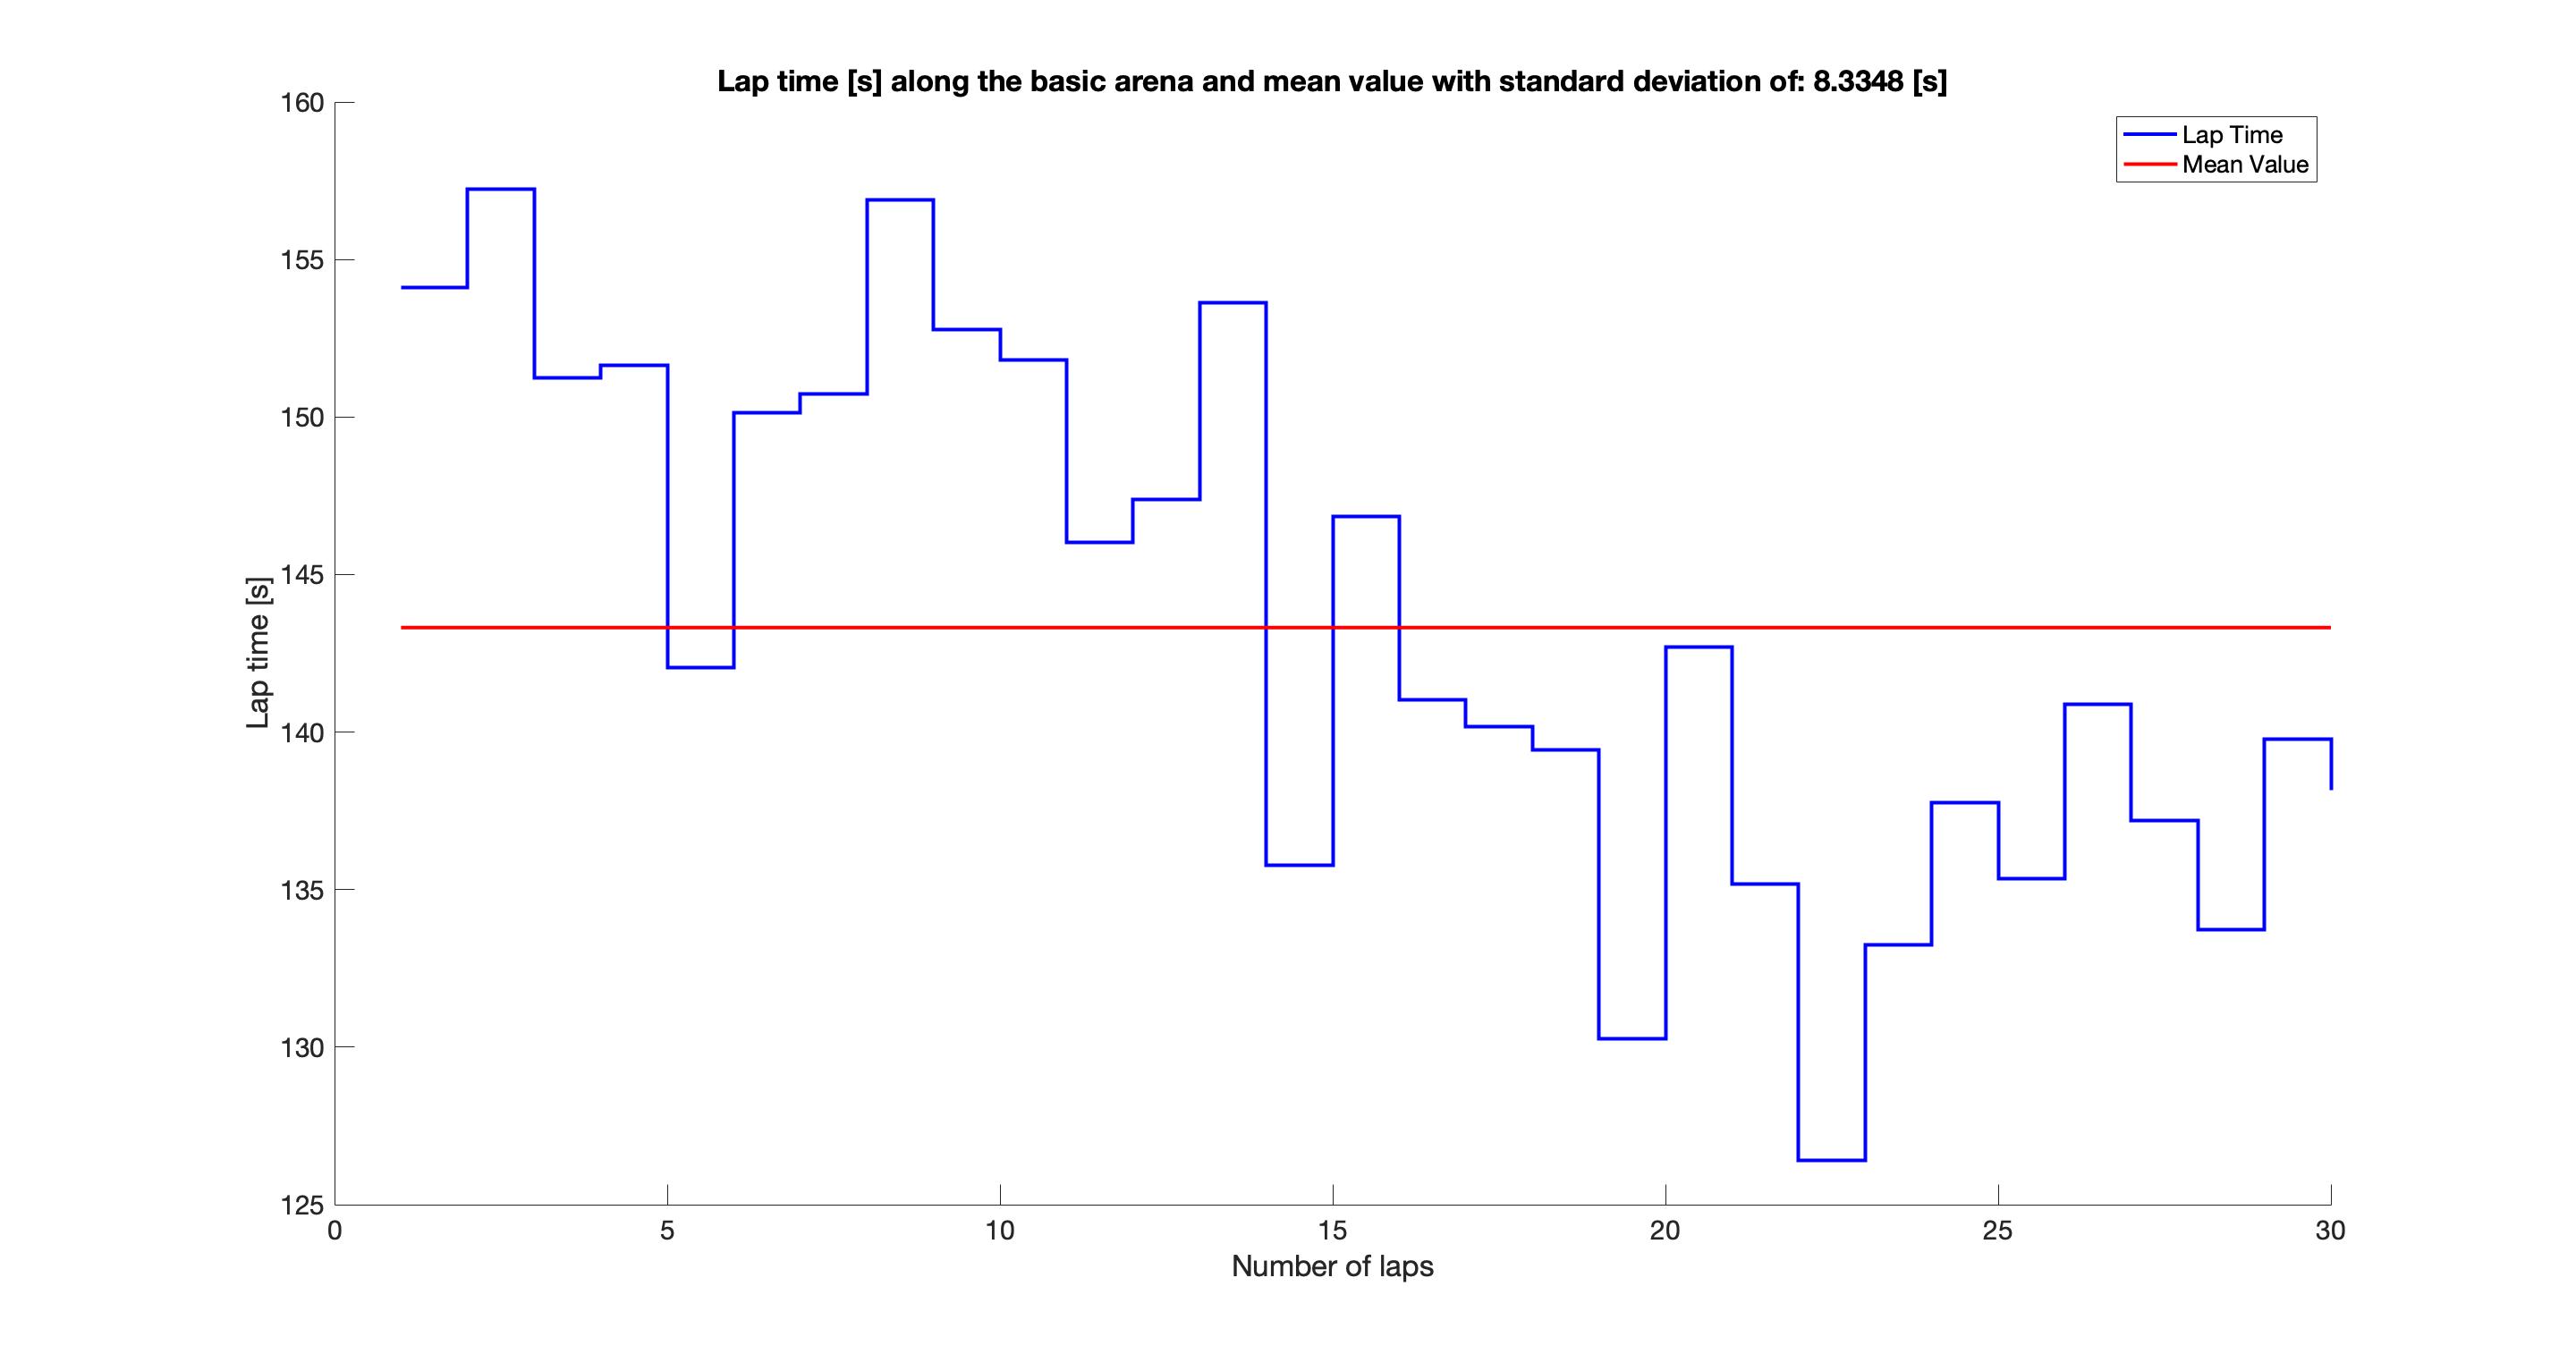 Lap time [s] along the basic arena and mean value with standard deviation of: 8.3348 [s]
Lap Time
Mean Value
160
155
150
145
140
135
130
125
Lap time [s]
0 5 10 15 20 25 30
Number of laps